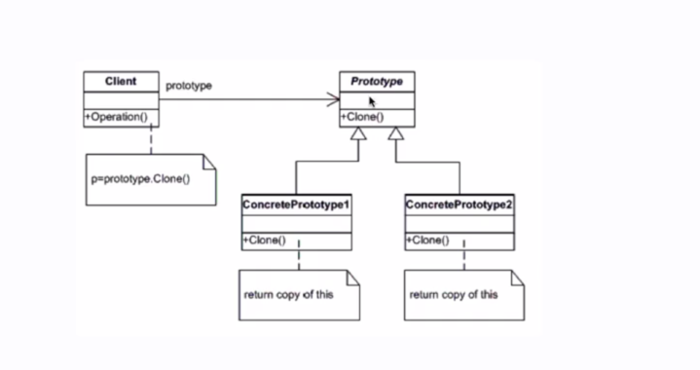 Client
prototype
Prototype
+Operation()
+Clone()
p=prototype.Clone()
ConcretePrototype1
ConcretePrototype2
+Clone()
+Clone()
return copy of this
return copy of this